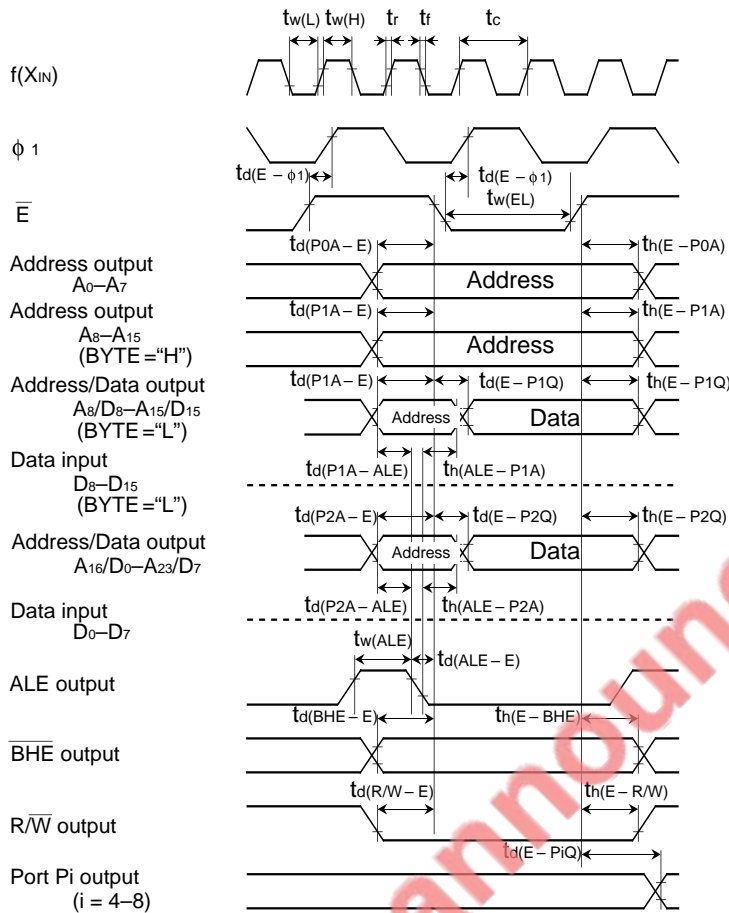 tw(L) tw(H) tr tf tc
f(XIN)
ϕ 1
td(E – ϕ1) td(E – ϕ1)
tw(EL)
E̅
td(P0A – E) th(E – P0A)
Address output
A0–A7
Address
td(P1A – E) th(E – P1A)
Address output
A8–A15
(BYTE =“H”)
Address
td(P1A – E) td(E – P1Q) th(E – P1Q)
Address/Data output
A8/D8–A15/D15
(BYTE =“L”)
Address Data
td(P1A – ALE) th(ALE – P1A)
Data input
D8–D15
(BYTE =“L”)
td(P2A – E) td(E – P2Q) th(E – P2Q)
Address/Data output
A16/D0–A23/D7
Address Data
td(P2A – ALE) th(ALE – P2A)
Data input
D0–D7
tw(ALE) td(ALE – E)
ALE output
td(BHE – E) th(E – BHE)
B̅H̅E̅ output
td(R/W – E) th(E – R/W)
R/W̅ output
td(E – PiQ)
Port Pi output
(i = 4–8)
announc